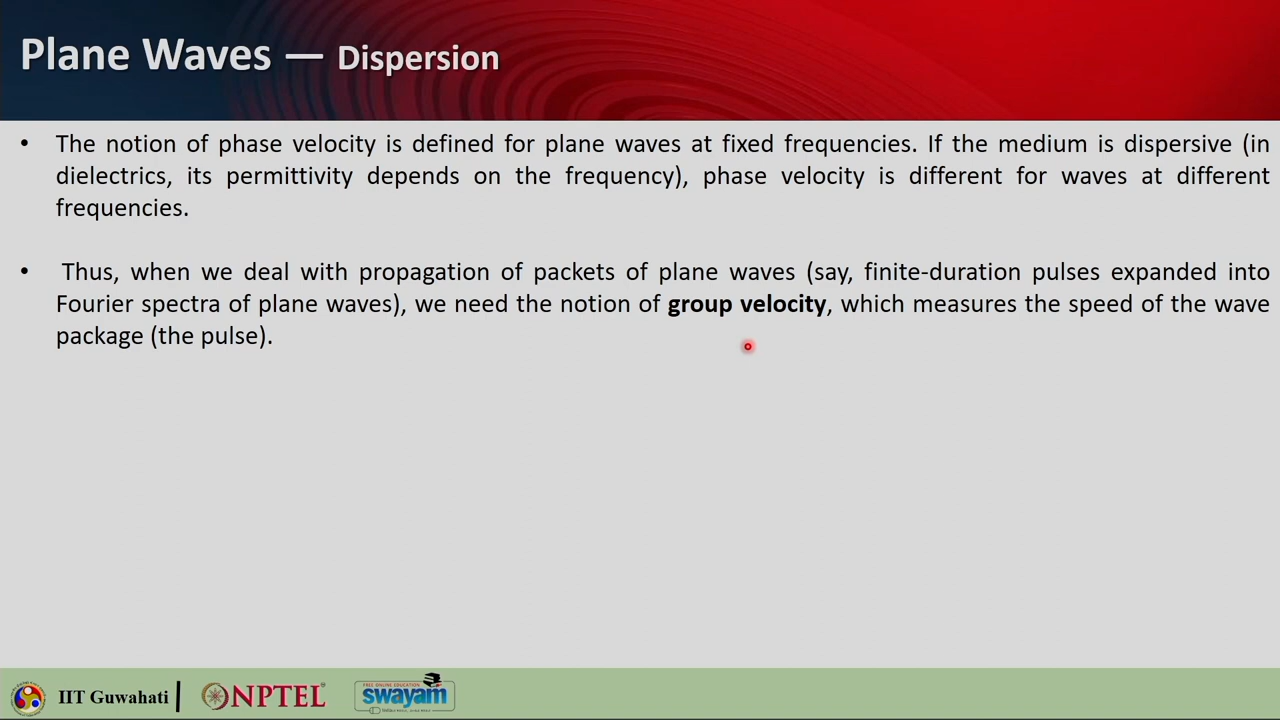 Plane Waves — Dispersion
• The notion of phase velocity is defined for plane waves at fixed frequencies. If the medium is dispersive (in
dielectrics, its permittivity depends on the frequency), phase velocity is different for waves at different
frequencies.
• Thus, when we deal with propagation of packets of plane waves (say, finite-duration pulses expanded into
Fourier spectra of plane waves), we need the notion of group velocity, which measures the speed of the wave
package (the pulse).
IIT Guwahati
NPTEL
FREE ONLINE EDUCATION
swayam